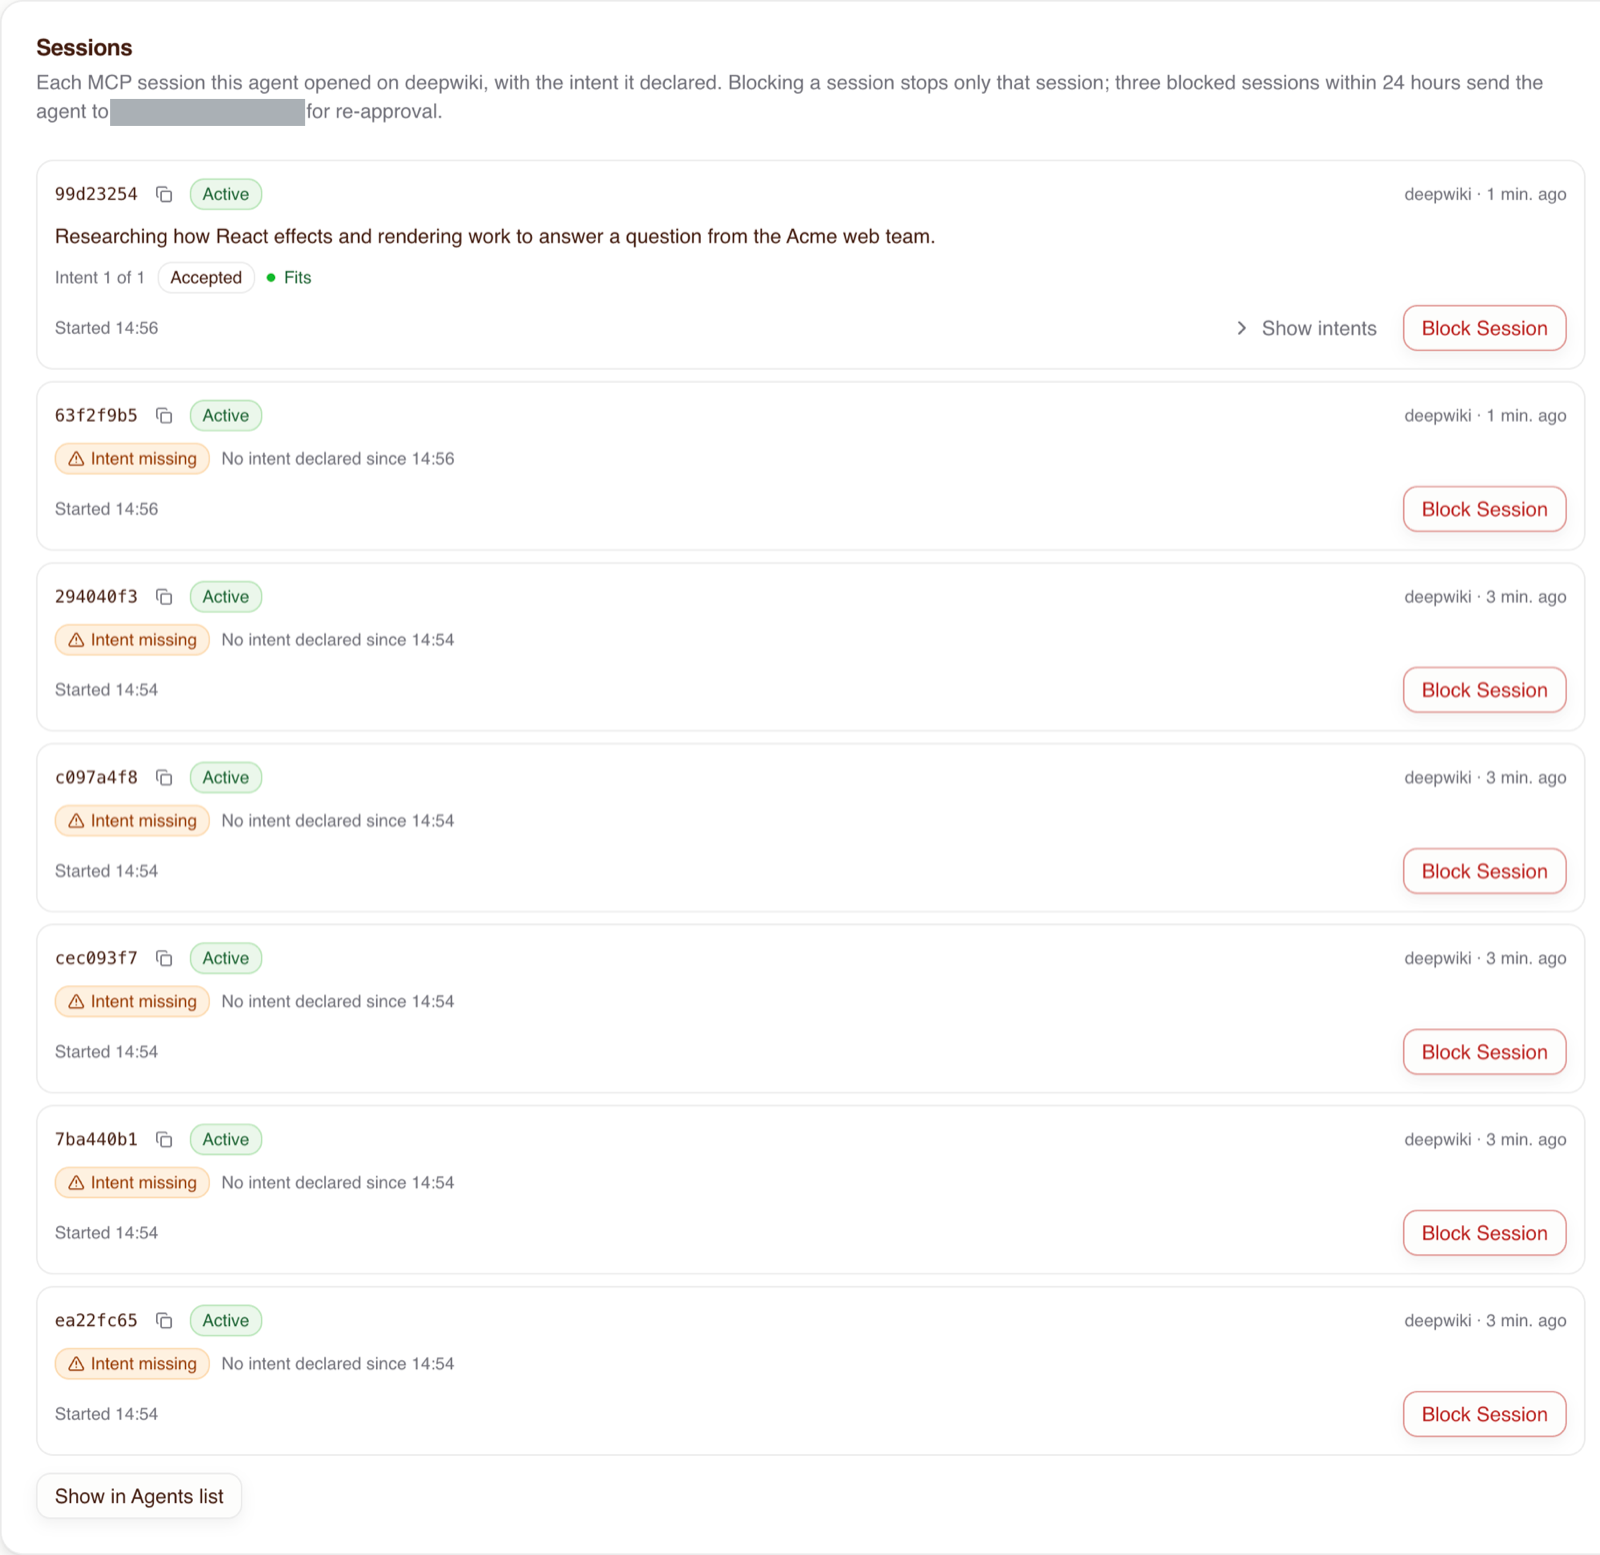 Sessions
Each MCP session this agent opened on deepwiki, with the intent it declared. Blocking a session stops only that session; three blocked sessions within 24 hours send the
agent to for re-approval.
99d23254 Active deepwiki · 1 min. ago
Researching how React effects and rendering work to answer a question from the Acme web team.
Intent 1 of 1 Accepted Fits
Started 14:56 Show intents Block Session
63f2f9b5 Active deepwiki · 1 min. ago
Intent missing No intent declared since 14:56
Started 14:56 Block Session
294040f3 Active deepwiki · 3 min. ago
Intent missing No intent declared since 14:54
Started 14:54 Block Session
c097a4f8 Active deepwiki · 3 min. ago
Intent missing No intent declared since 14:54
Started 14:54 Block Session
cec093f7 Active deepwiki · 3 min. ago
Intent missing No intent declared since 14:54
Started 14:54 Block Session
7ba440b1 Active deepwiki · 3 min. ago
Intent missing No intent declared since 14:54
Started 14:54 Block Session
ea22fc65 Active deepwiki · 3 min. ago
Intent missing No intent declared since 14:54
Started 14:54 Block Session
Show in Agents list